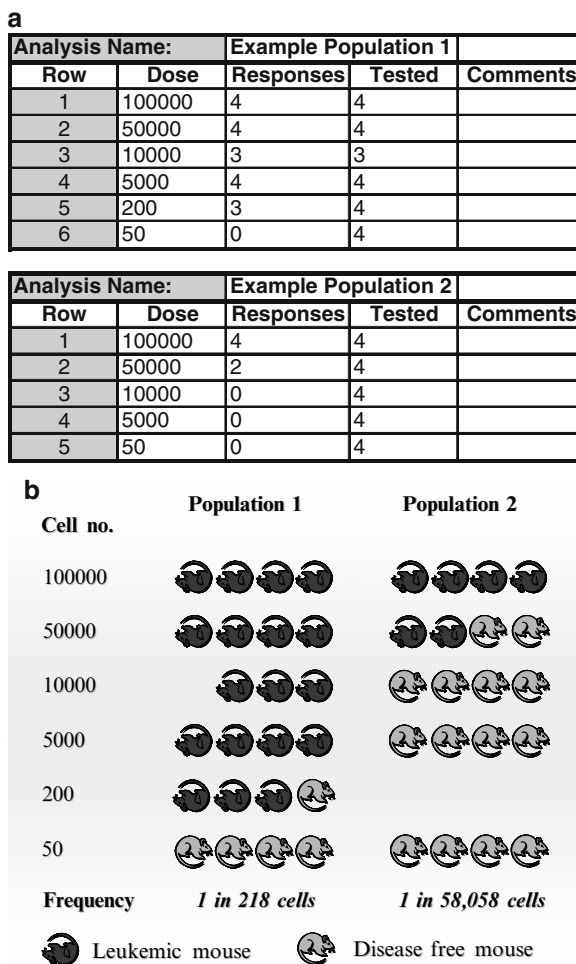 a
Analysis Name: Example Population 1
Row Dose Responses Tested Comments
1 100000 4 4
2 50000 4 4
3 10000 3 3
4 5000 4 4
5 200 3 4
6 50 0 4
Analysis Name: Example Population 2
Row Dose Responses Tested Comments
1 100000 4 4
2 50000 2 4
3 10000 0 4
4 5000 0 4
5 50 0 4
b
Population 1 Population 2
Cell no.
100000
50000
10000
5000
200
50
Frequency 1 in 218 cells 1 in 58,058 cells
Leukemic mouse Disease free mouse